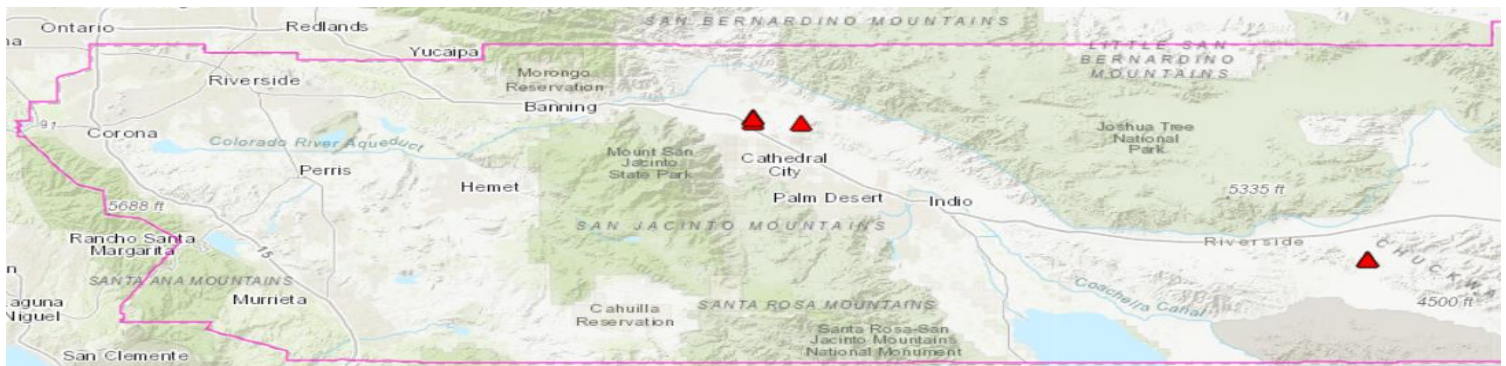 SAN BERNARDINO MOUNTAINS
Ontario
Redlands
Yucaipa
LITTLE SAN
BERNARDINO
MOUNTAINS
Riverside
Morongo
Reservation
Banning
91
Corona
Colorado River Aqueduct
Joshua Tree
National
Park
Mount San
Jacinto
State Park
Cathedral
City
Perris
Hemet
Palm Desert
Indio
5335 ft
5688 ft
SAN JACINTO MOUNTAINS
Rancho Santa
Margarita
15
Riverside
CHUCKW
n
SANTA ANA MOUNTAINS
Murrieta
Coachella Canal
4500 ft
aguna
Niguel
Cahuilla
Reservation
SANTA ROSA MOUNTAINS
Santa Rosa-San
Jacinto Mountains
National Monument
San Clemente